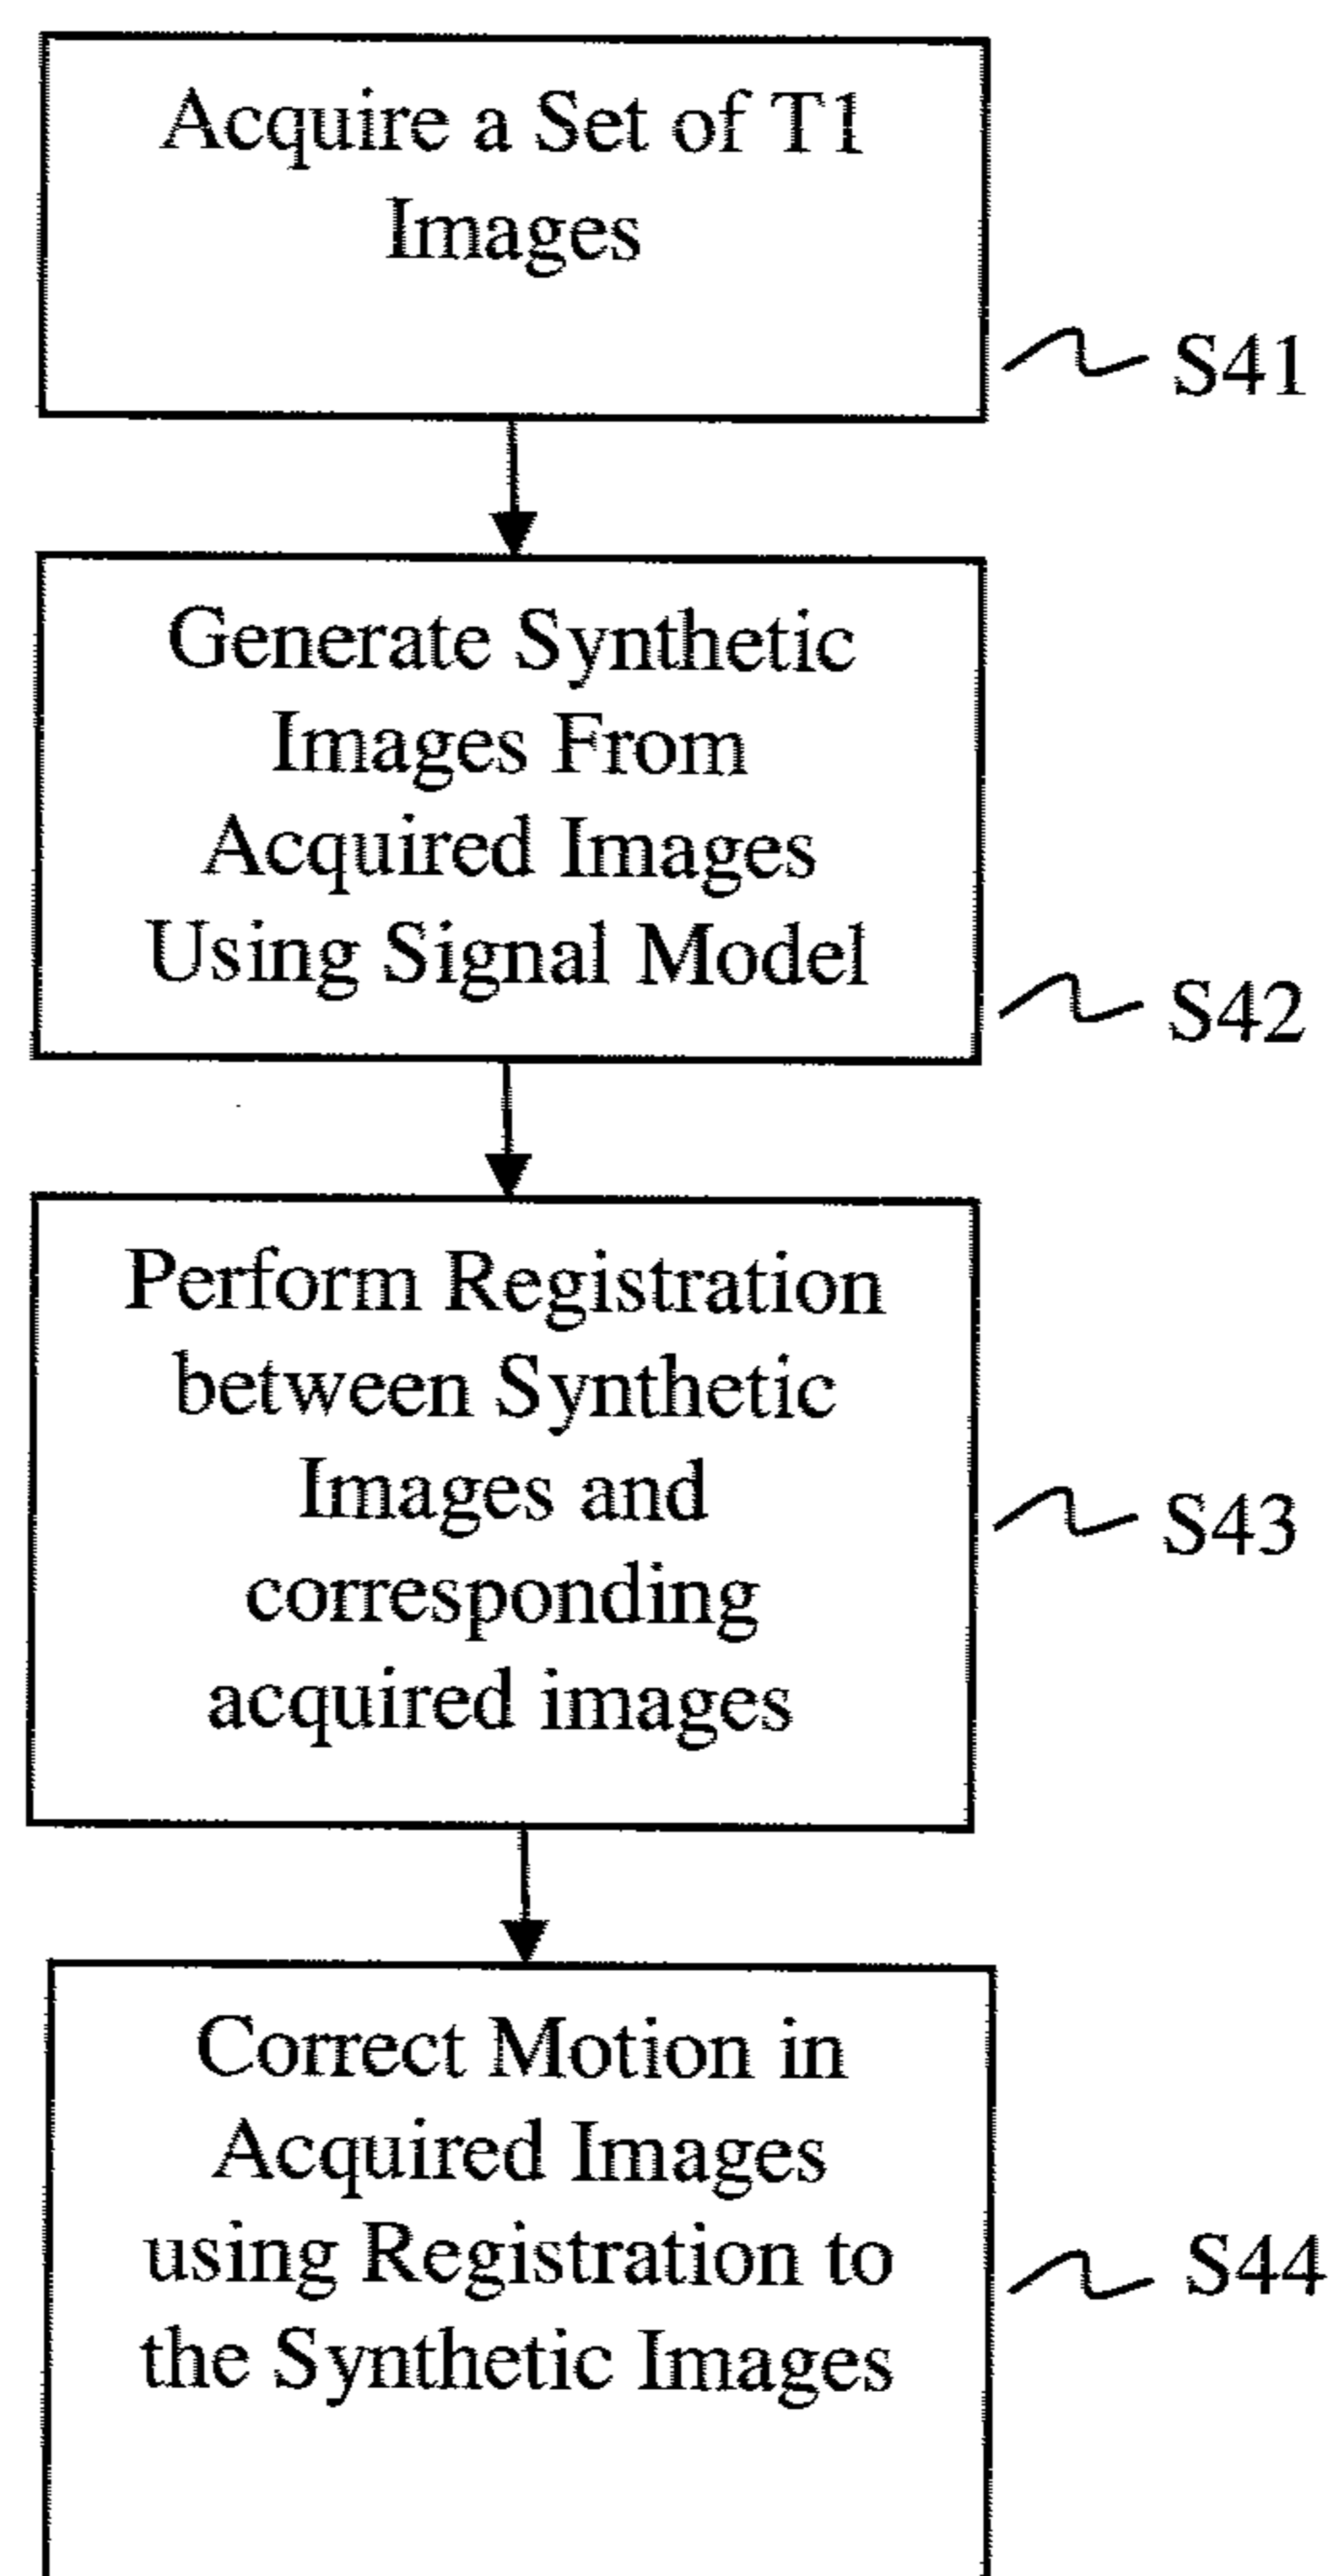 Acquire a Set of T1
Images
S41
Generate Synthetic
Images From
Acquired Images
Using Signal Model
S42
Perform Registration
between Synthetic
Images and
corresponding
acquired images
S43
Correct Motion in
Acquired Images
using Registration to
the Synthetic Images
S44